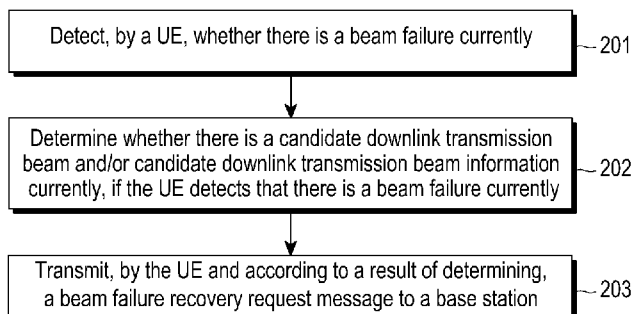 Detect, by a UE, whether there is a beam failure currently
201
Determine whether there is a candidate downlink transmission
beam and/or candidate downlink transmission beam information
currently, if the UE detects that there is a beam failure currently
202
Transmit, by the UE and according to a result of determining,
a beam failure recovery request message to a base station
203